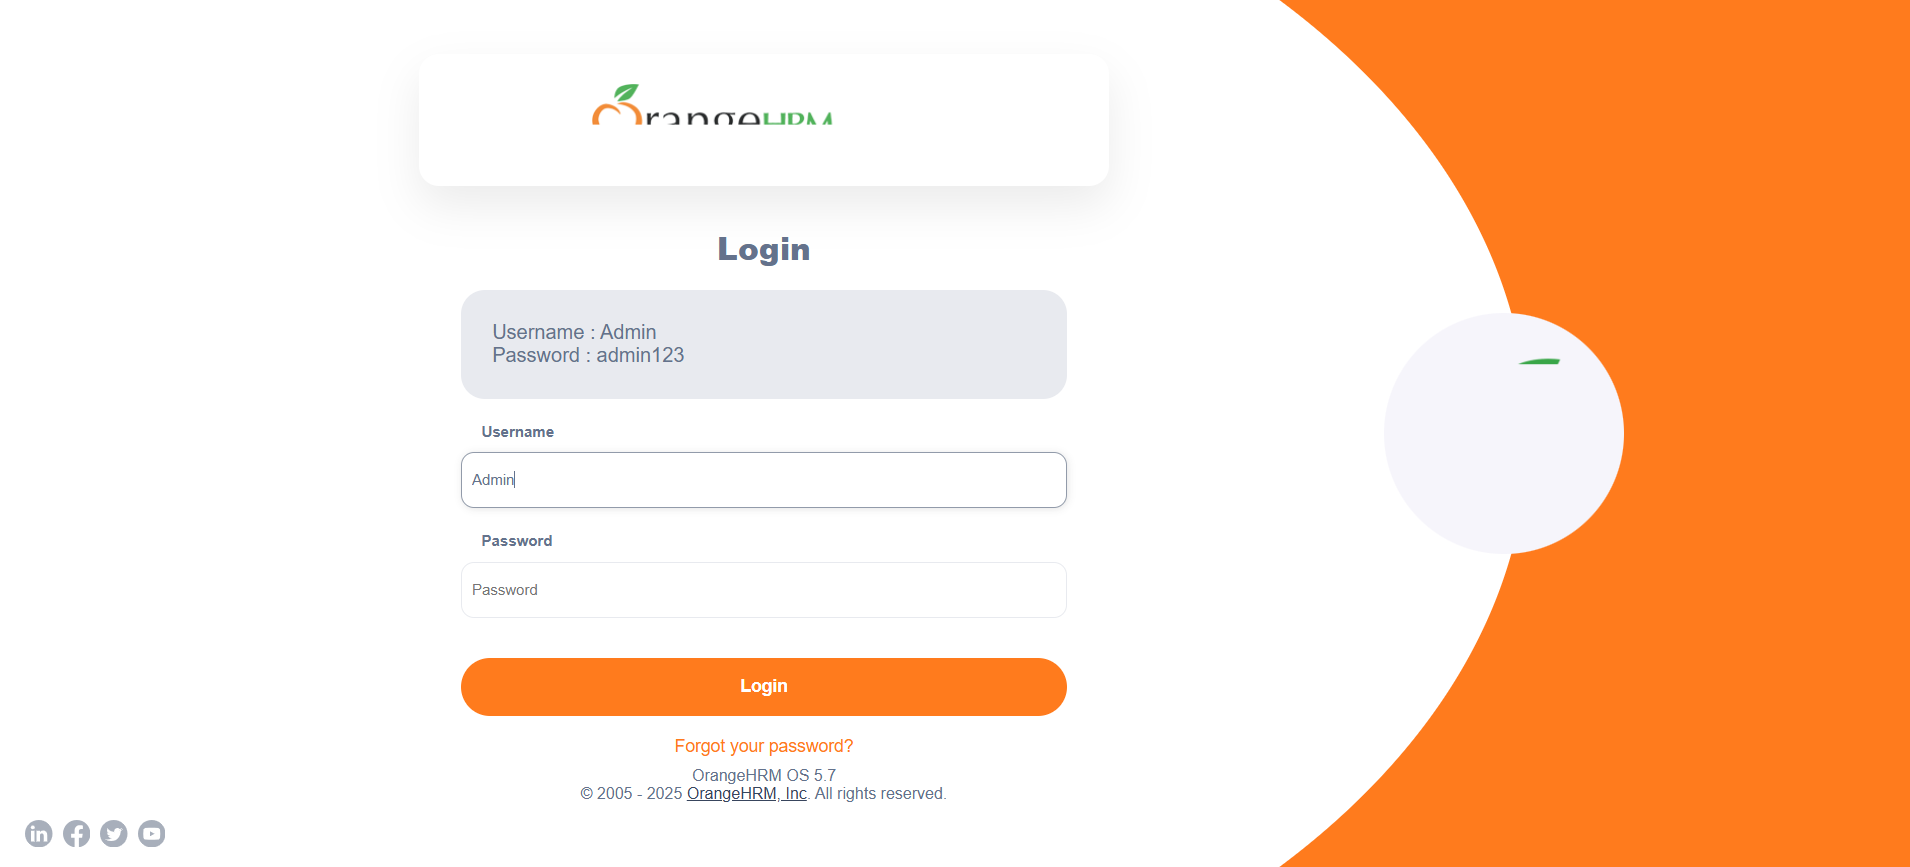 OrangeHRM
Login
Username : Admin
Password : admin123
Username
Admin
Password
Password
Login
Forgot your password?
OrangeHRM OS 5.7
© 2005 - 2025 OrangeHRM, Inc. All rights reserved.
in